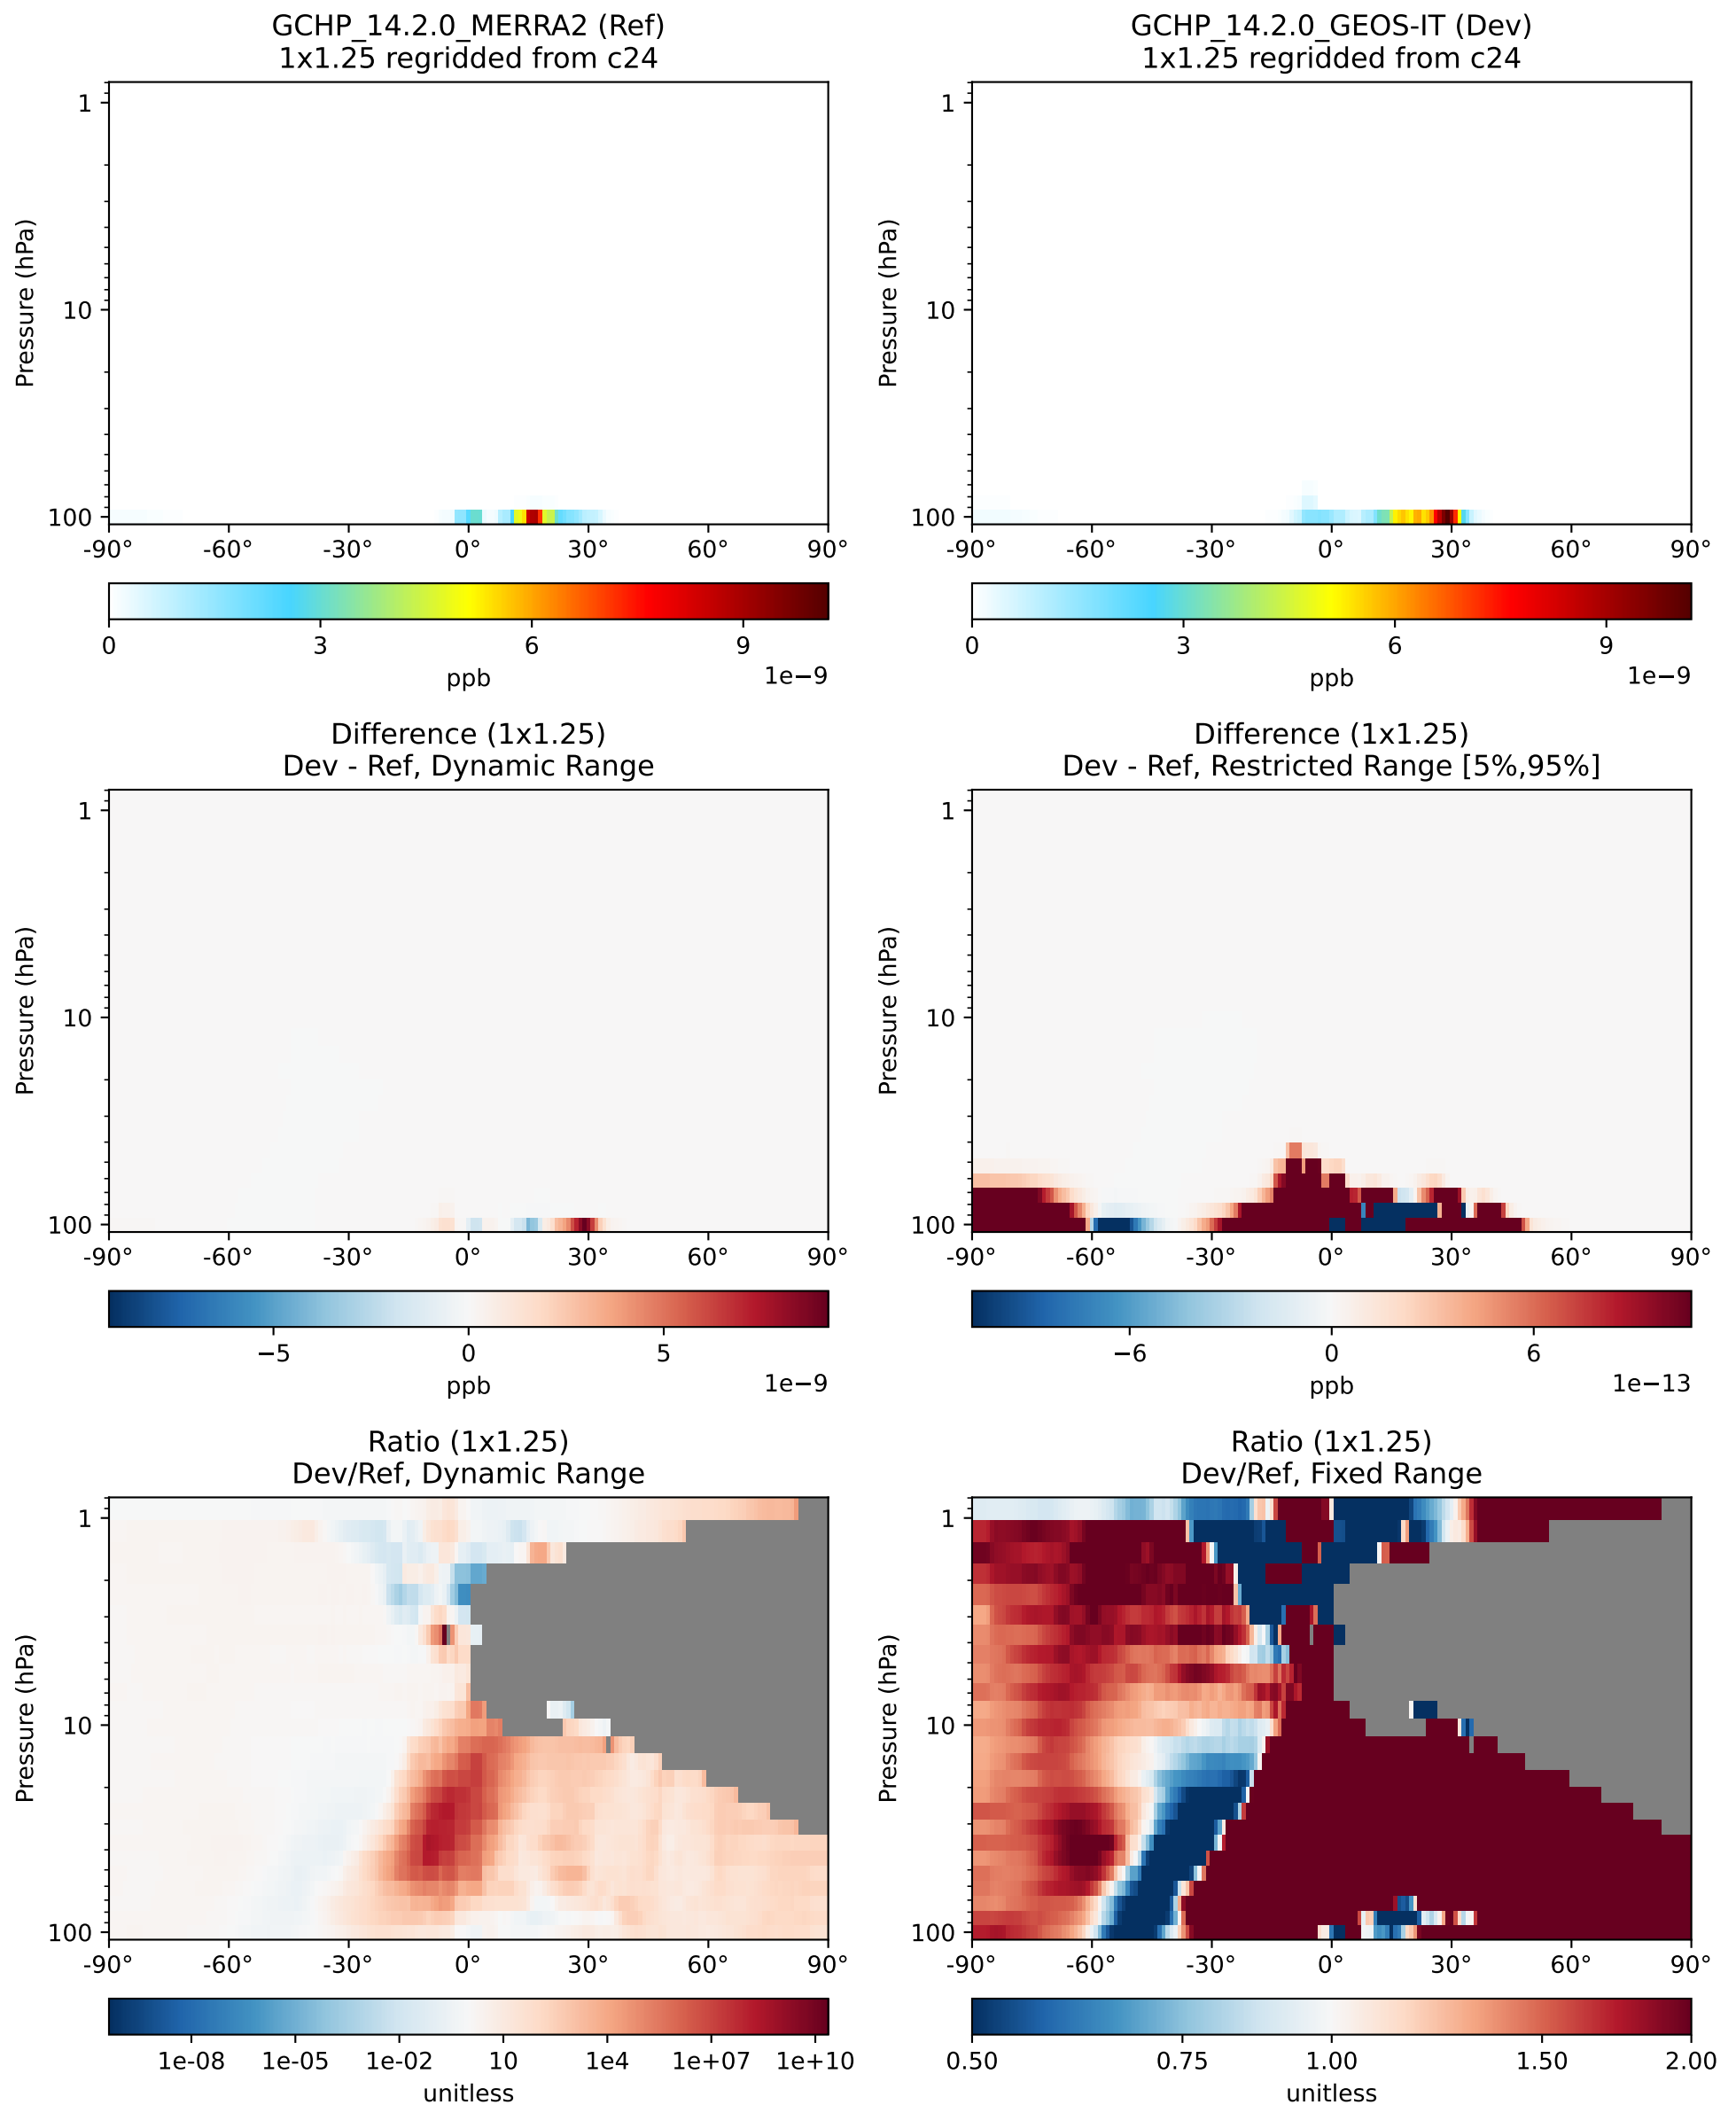 GCHP_14.2.0_MERRA2 (Ref)
1x1.25 regridded from c24
Pressure (hPa)
1
10
100
-90° -60° -30° 0° 30° 60° 90°
0 3 6 9
1e−9
ppb
GCHP_14.2.0_GEOS-IT (Dev)
1x1.25 regridded from c24
Pressure (hPa)
1
10
100
-90° -60° -30° 0° 30° 60° 90°
0 3 6 9
1e−9
ppb
Difference (1x1.25)
Dev - Ref, Dynamic Range
Pressure (hPa)
1
10
100
-90° -60° -30° 0° 30° 60° 90°
−5 0 5
1e−9
ppb
Difference (1x1.25)
Dev - Ref, Restricted Range [5%,95%]
Pressure (hPa)
1
10
100
-90° -60° -30° 0° 30° 60° 90°
−6 0 6
1e−13
ppb
Ratio (1x1.25)
Dev/Ref, Dynamic Range
Pressure (hPa)
1
10
100
-90° -60° -30° 0° 30° 60° 90°
1e-08 1e-05 1e-02 10 1e+4 1e+07 1e+10
unitless
Ratio (1x1.25)
Dev/Ref, Fixed Range
Pressure (hPa)
1
10
100
-90° -60° -30° 0° 30° 60° 90°
0.50 0.75 1.00 1.50 2.00
unitless